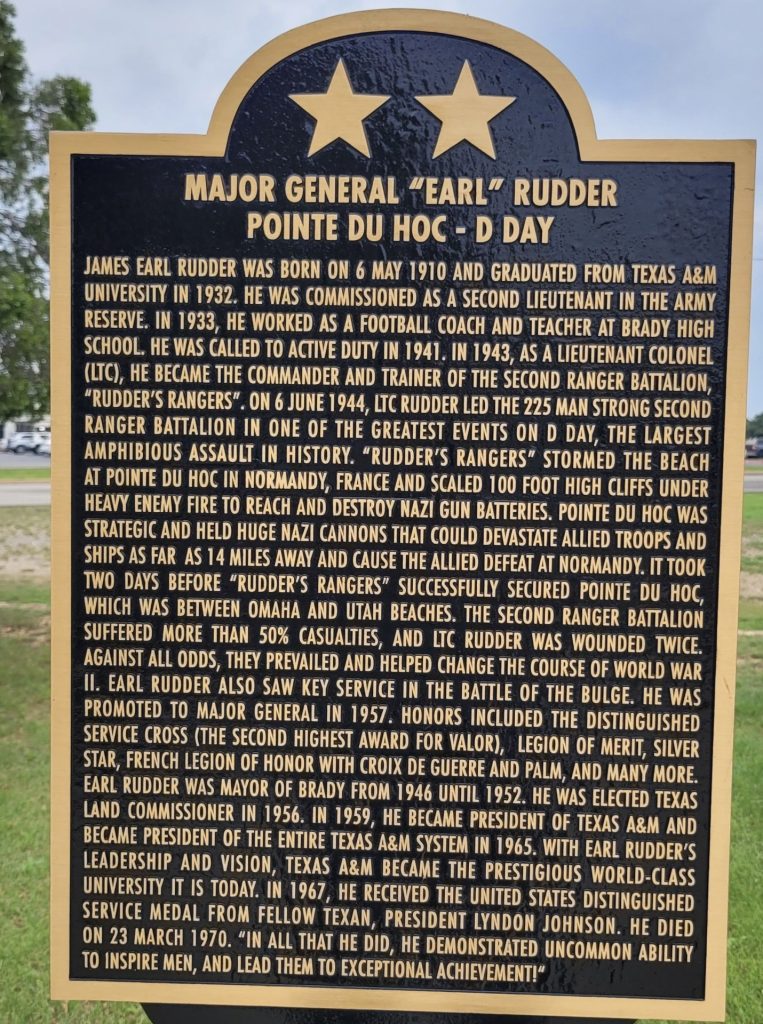 MAJOR GENERAL "EARL" RUDDER
POINTE DU HOC - D DAY
JAMES EARL RUDDER WAS BORN ON 6 MAY 1910 AND GRADUATED FROM TEXAS A&M
UNIVERSITY IN 1932. HE WAS COMMISSIONED AS A SECOND LIEUTENANT IN THE ARMY
RESERVE. IN 1933, HE WORKED AS A FOOTBALL COACH AND TEACHER AT BRADY HIGH
SCHOOL. HE WAS CALLED TO ACTIVE DUTY IN 1941. IN 1943, AS A LIEUTENANT COLONEL
(LTC), HE BECAME THE COMMANDER AND TRAINER OF THE SECOND RANGER BATTALION,
"RUDDER'S RANGERS". ON 6 JUNE 1944, LTC RUDDER LED THE 225 MAN STRONG SECOND
RANGER BATTALION IN ONE OF THE GREATEST EVENTS ON D DAY, THE LARGEST
AMPHIBIOUS ASSAULT IN HISTORY. "RUDDER'S RANGERS" STORMED THE BEACH
AT POINTE DU HOC IN NORMANDY, FRANCE AND SCALED 100 FOOT HIGH CLIFFS UNDER
HEAVY ENEMY FIRE TO REACH AND DESTROY NAZI GUN BATTERIES. POINTE DU HOC WAS
STRATEGIC AND HELD HUGE NAZI CANNONS THAT COULD DEVASTATE ALLIED TROOPS AND
SHIPS AS FAR AS 14 MILES AWAY AND CAUSE THE ALLIED DEFEAT AT NORMANDY. IT TOOK
TWO DAYS BEFORE "RUDDER'S RANGERS" SUCCESSFULLY SECURED POINTE DU HOC,
WHICH WAS BETWEEN OMAHA AND UTAH BEACHES. THE SECOND RANGER BATTALION
SUFFERED MORE THAN 50% CASUALTIES, AND LTC RUDDER WAS WOUNDED TWICE.
AGAINST ALL ODDS, THEY PREVAILED AND HELPED CHANGE THE COURSE OF WORLD WAR
II. EARL RUDDER ALSO SAW KEY SERVICE IN THE BATTLE OF THE BULGE. HE WAS
PROMOTED TO MAJOR GENERAL IN 1957. HONORS INCLUDED THE DISTINGUISHED
SERVICE CROSS (THE SECOND HIGHEST AWARD FOR VALOR), LEGION OF MERIT, SILVER
STAR, FRENCH LEGION OF HONOR WITH CROIX DE GUERRE AND PALM, AND MANY MORE.
EARL RUDDER WAS MAYOR OF BRADY FROM 1946 UNTIL 1952. HE WAS ELECTED TEXAS
LAND COMMISSIONER IN 1956. IN 1959, HE BECAME PRESIDENT OF TEXAS A&M AND
BECAME PRESIDENT OF THE ENTIRE TEXAS A&M SYSTEM IN 1965. WITH EARL RUDDER'S
LEADERSHIP AND VISION, TEXAS A&M BECAME THE PRESTIGIOUS WORLD-CLASS
UNIVERSITY IT IS TODAY. IN 1967, HE RECEIVED THE UNITED STATES DISTINGUISHED
SERVICE MEDAL FROM FELLOW TEXAN, PRESIDENT LYNDON JOHNSON. HE DIED
ON 23 MARCH 1970. "IN ALL THAT HE DID, HE DEMONSTRATED UNCOMMON ABILITY
TO INSPIRE MEN, AND LEAD THEM TO EXCEPTIONAL ACHIEVEMENT!"